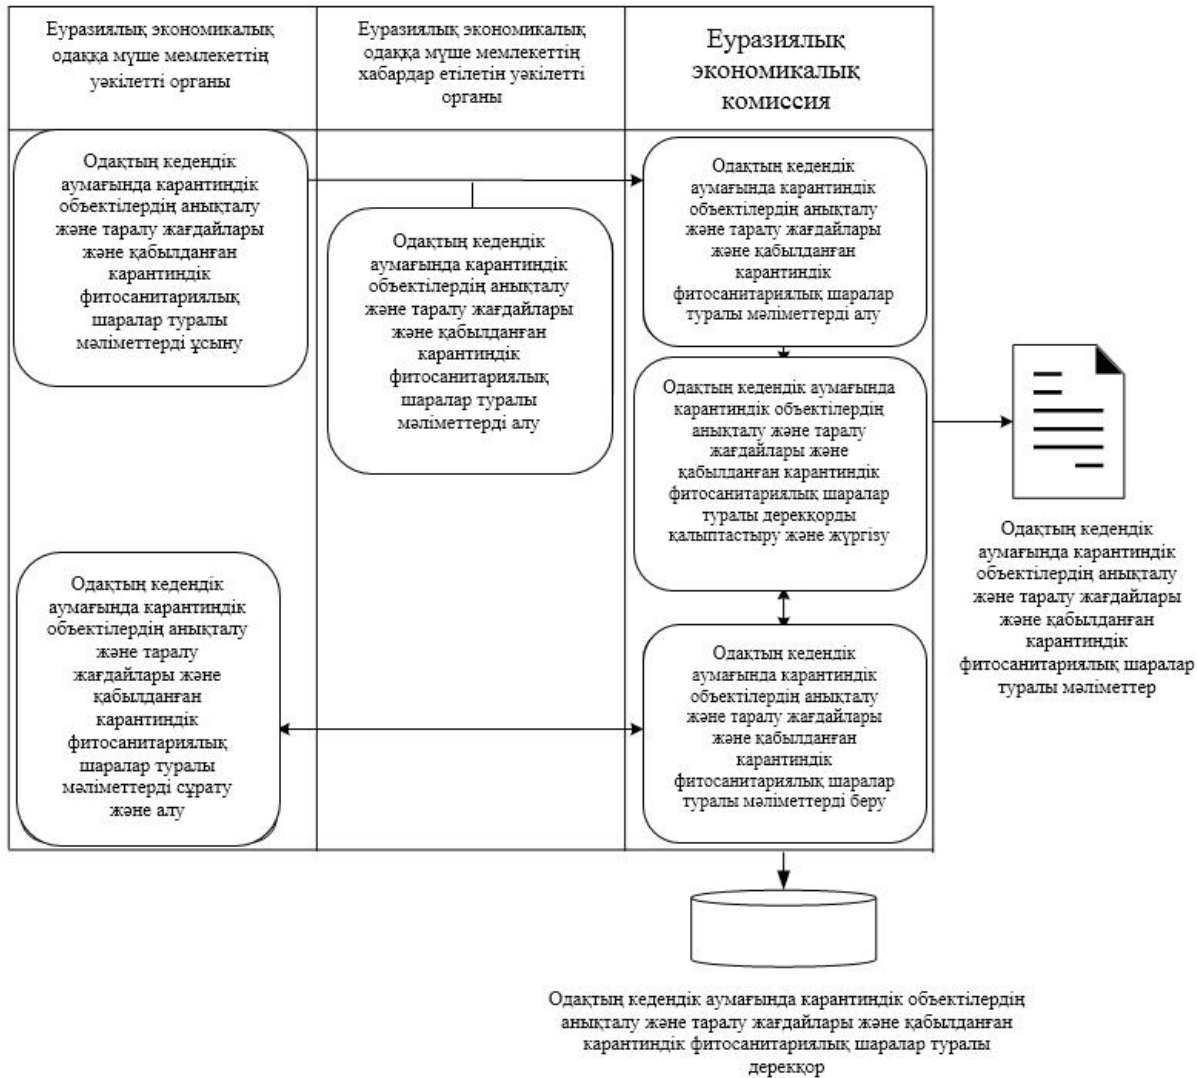 Еуразиялық экономикалық
одаққа мүше мемлекеттің
уәкілетті органы
Еуразиялық экономикалық
одаққа мүше мемлекеттің
хабардар етілетін уәкілетті
органы
Еуразиялық
экономикалық
комиссия
Одақтың кедендік
аумағында карантиндік
объектілердің анықталу
және таралу жағдайлары
және қабылданған
карантиндік
фитосанитариялық
шаралар туралы
мәліметтерді ұсыну
Одақтың кедендік
аумағында карантиндік
объектілердің анықталу
және таралу жағдайлары
және қабылданған
карантиндік
фитосанитариялық
шаралар туралы
мәліметтерді алу
Одақтың кедендік
аумағында карантиндік
объектілердің анықталу
және таралу жағдайлары
және қабылданған
карантиндік
фитосанитариялық шаралар
туралы мәліметтерді алу
Одақтың кедендік аумағында
карантиндік объектілердің
анықталу және таралу
жағдайлары және
қабылданған карантиндік
фитосанитариялық шаралар
туралы дерекқорды
қалыптастыру және жүргізу
Одақтың кедендік
аумағында карантиндік
объектілердің анықталу
және таралу жағдайлары
және қабылданған
карантиндік
фитосанитариялық шаралар
туралы мәліметтер
Одақтың кедендік
аумағында карантиндік
объектілердің анықталу
және таралу
жағдайлары және
қабылданған
карантиндік
фитосанитариялық
шаралар туралы
мәліметтерді сұрату
және алу
Одақтың кедендік
аумағында карантиндік
объектілердің анықталу
және таралу жағдайлары
және қабылданған
карантиндік
фитосанитариялық шаралар
туралы мәліметтерді беру
Одақтың кедендік аумағында карантиндік объектілердің
анықталу және таралу жағдайлары және қабылданған
карантиндік фитосанитариялық шаралар туралы
дерекқор